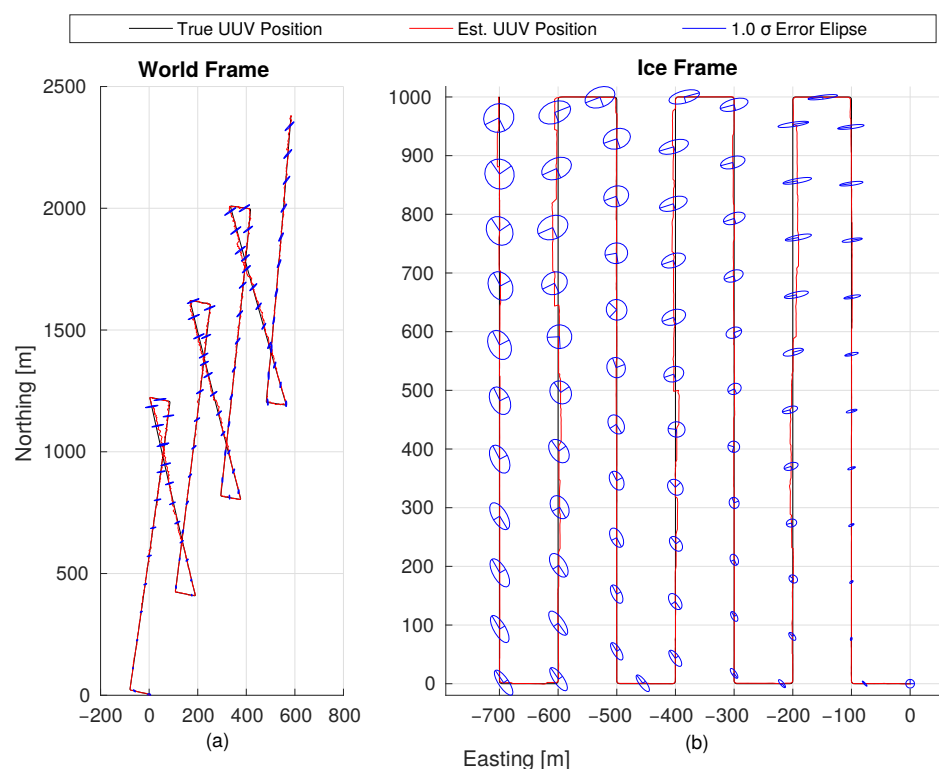 True UUV Position Est. UUV Position 1.0 σ Error Elipse
World Frame
Northing [m]
2500
2000
1500
1000
500
0
−200 0 200 400 600 800
(a)
Ice Frame
1000
900
800
700
600
500
400
300
200
100
0
−700 −600 −500 −400 −300 −200 −100 0
(b)
Easting [m]